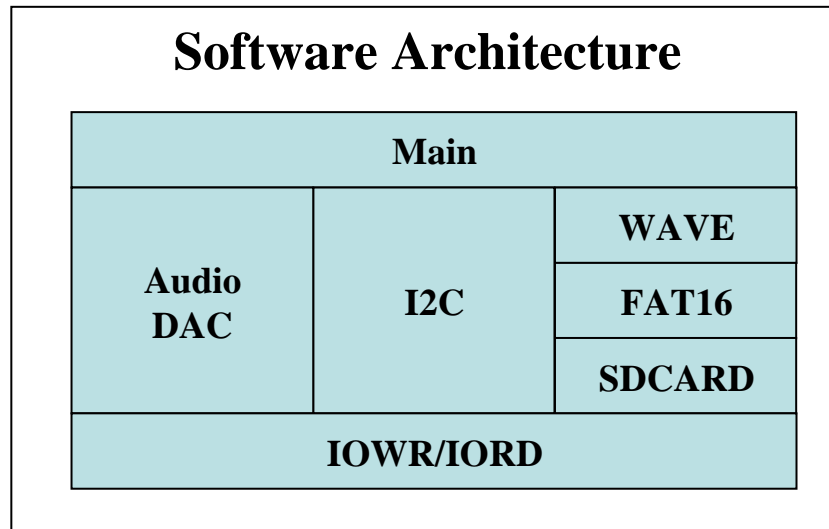 Software Architecture
Main
Audio
DAC
I2C
WAVE
FAT16
SDCARD
IOWR/IORD